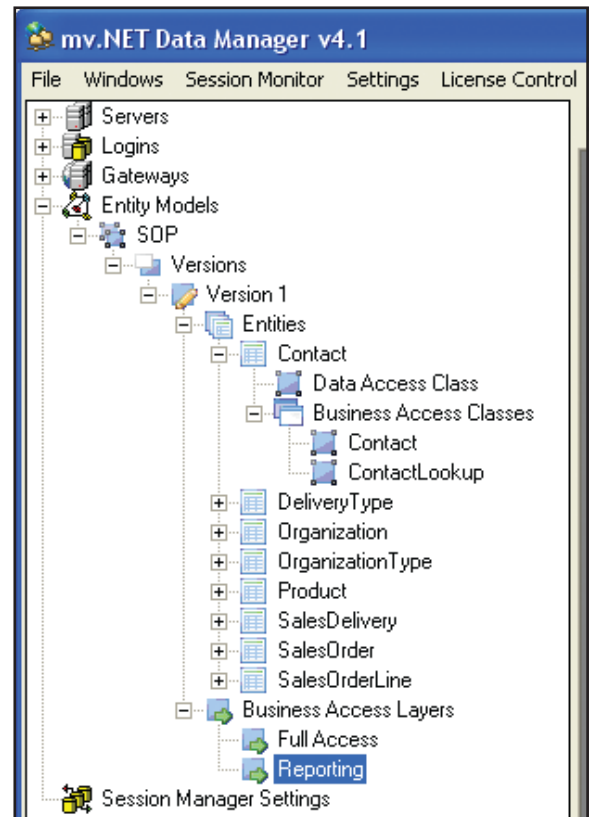 mv.NET Data Manager v4.1
File Windows Session Monitor Settings License Control
Servers
Logins
Gateways
Entity Models
SOP
Versions
Version 1
Entities
Contact
Data Access Class
Business Access Classes
Contact
ContactLookup
DeliveryType
Organization
OrganizationType
Product
SalesDelivery
SalesOrder
SalesOrderLine
Business Access Layers
Full Access
Reporting
Session Manager Settings